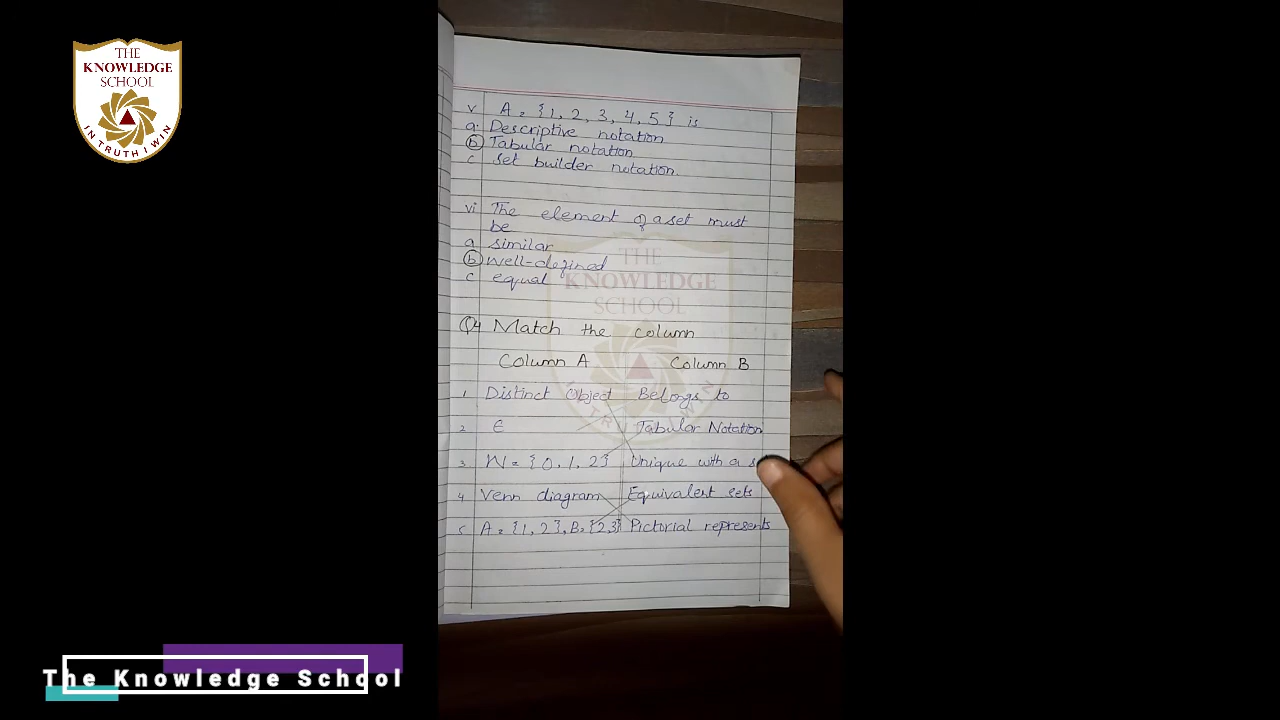 THE
KNOWLEDGE
SCHOOL
IN TRUTH I WIN
v A = {1, 2, 3, 4, 5} is
a. Descriptive notation
b Tabular notation
c set builder notation.
vi The element of a set must
be
a similar
b well-defined
c equal
THE
KNOWLEDGE
SCHOOL
Q4 Match the column
Column A Column B
1 Distinct Object Belongs to
2 ∈ Tabular Notation
3 W = {0, 1, 2} Unique with a s
4 Venn diagram Equivalent sets
5 A = {1, 2}, B = {2,3} Pictorial represents
The Knowledge School